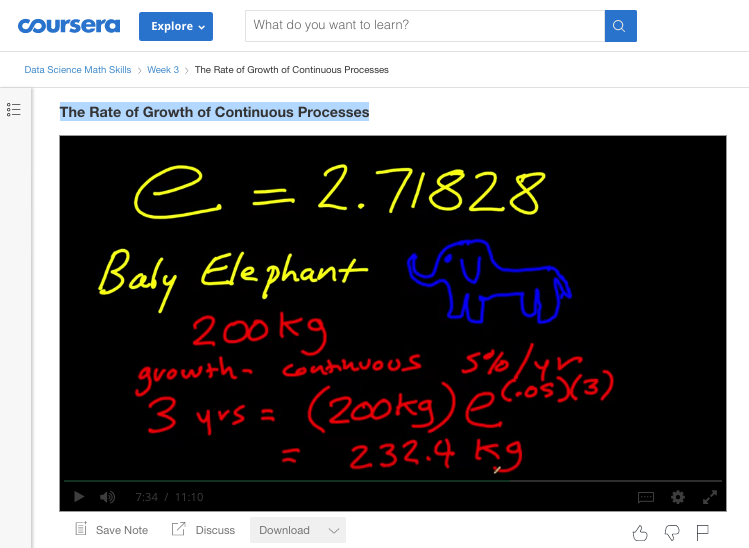 coursera Explore What do you want to learn?
Data Science Math Skills > Week 3 > The Rate of Growth of Continuous Processes
The Rate of Growth of Continuous Processes
e = 2.71828
Baby Elephant
200kg
growth - continuous 5%/yr
3 yrs = (200kg) e^(.05)(3)
= 232.4 kg
7:34 / 11:10
Save Note Discuss Download